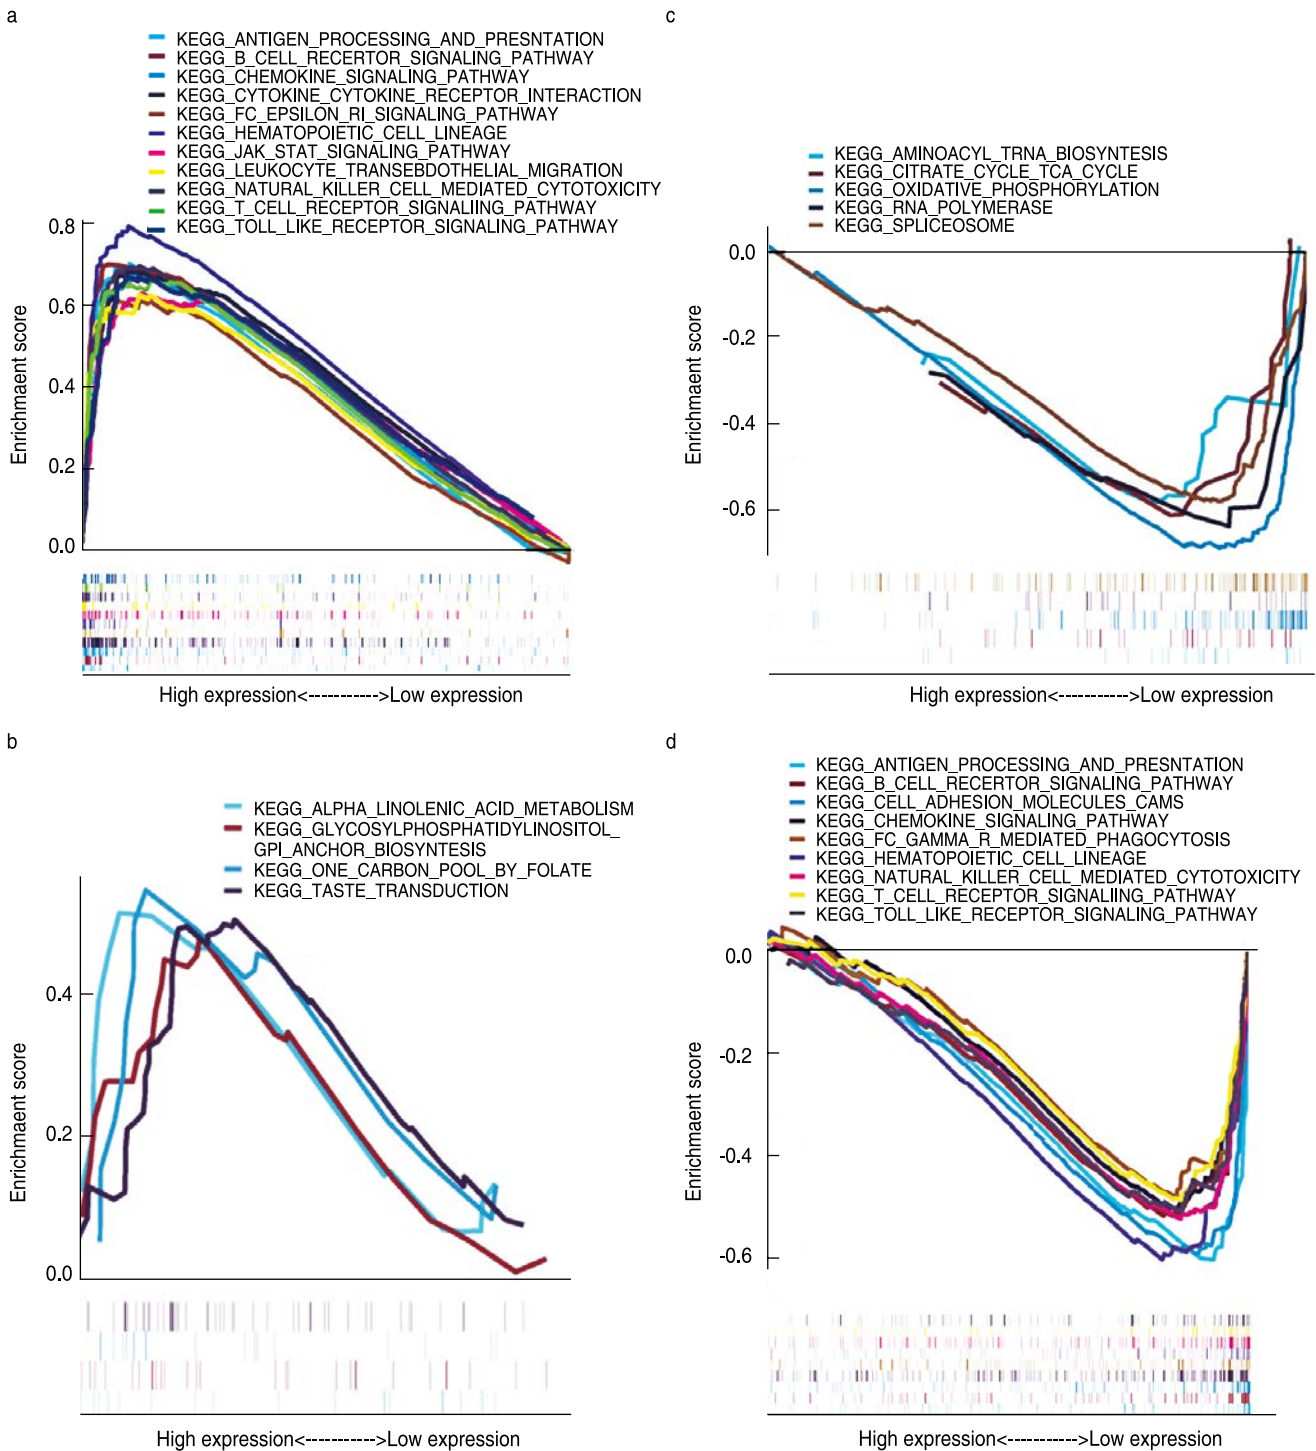 a
KEGG_ANTIGEN_PROCESSING_AND_PRESNTATION
KEGG_B_CELL_RECERTOR_SIGNALING_PATHWAY
KEGG_CHEMOKINE_SIGNALING_PATHWAY
KEGG_CYTOKINE_CYTOKINE_RECEPTOR_INTERACTION
KEGG_FC_EPSILON_RI_SIGNALING_PATHWAY
KEGG_HEMATOPOIETIC_CELL_LINEAGE
KEGG_JAK_STAT_SIGNALING_PATHWAY
KEGG_LEUKOCYTE_TRANSEBDOTHELIAL_MIGRATION
KEGG_NATURAL_KILLER_CELL_MEDIATED_CYTOTOXICITY
KEGG_T_CELL_RECEPTOR_SIGNALIING_PATHWAY
KEGG_TOLL_LIKE_RECEPTOR_SIGNALING_PATHWAY
0.8
0.6
0.4
0.2
0.0
Enrichmaent score
High expression<----------->Low expression
c
KEGG_AMINOACYL_TRNA_BIOSYNTESIS
KEGG_CITRATE_CYCLE_TCA_CYCLE
KEGG_OXIDATIVE_PHOSPHORYLATION
KEGG_RNA_POLYMERASE
KEGG_SPLICEOSOME
0.0
-0.2
-0.4
-0.6
Enrichmaent score
High expression<----------->Low expression
b
KEGG_ALPHA_LINOLENIC_ACID_METABOLISM
KEGG_GLYCOSYLPHOSPHATIDYLINOSITOL_
GPI_ANCHOR_BIOSYNTESIS
KEGG_ONE_CARBON_POOL_BY_FOLATE
KEGG_TASTE_TRANSDUCTION
0.4
0.2
0.0
Enrichmaent score
High expression<----------->Low expression
d
KEGG_ANTIGEN_PROCESSING_AND_PRESNTATION
KEGG_B_CELL_RECERTOR_SIGNALING_PATHWAY
KEGG_CELL_ADHESION_MOLECULES_CAMS
KEGG_CHEMOKINE_SIGNALING_PATHWAY
KEGG_FC_GAMMA_R_MEDIATED_PHAGOCYTOSIS
KEGG_HEMATOPOIETIC_CELL_LINEAGE
KEGG_NATURAL_KILLER_CELL_MEDIATED_CYTOTOXICITY
KEGG_T_CELL_RECEPTOR_SIGNALIING_PATHWAY
KEGG_TOLL_LIKE_RECEPTOR_SIGNALING_PATHWAY
0.0
-0.2
-0.4
-0.6
Enrichmaent score
High expression<----------->Low expression